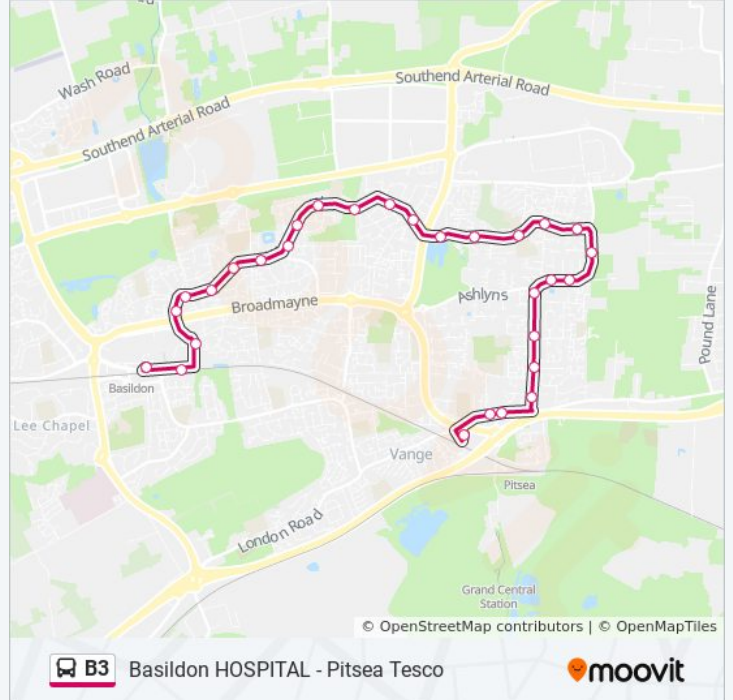 Wash Road
Southend Arterial Road
Southend Arterial Road
Broadmayne
Ashlyns
Pound Lane
Basildon
Lee Chapel
Vange
Pitsea
London Road
Grand Central
Station
© OpenStreetMap contributors | © OpenMapTiles
B3 Basildon HOSPITAL - Pitsea Tesco
moovit